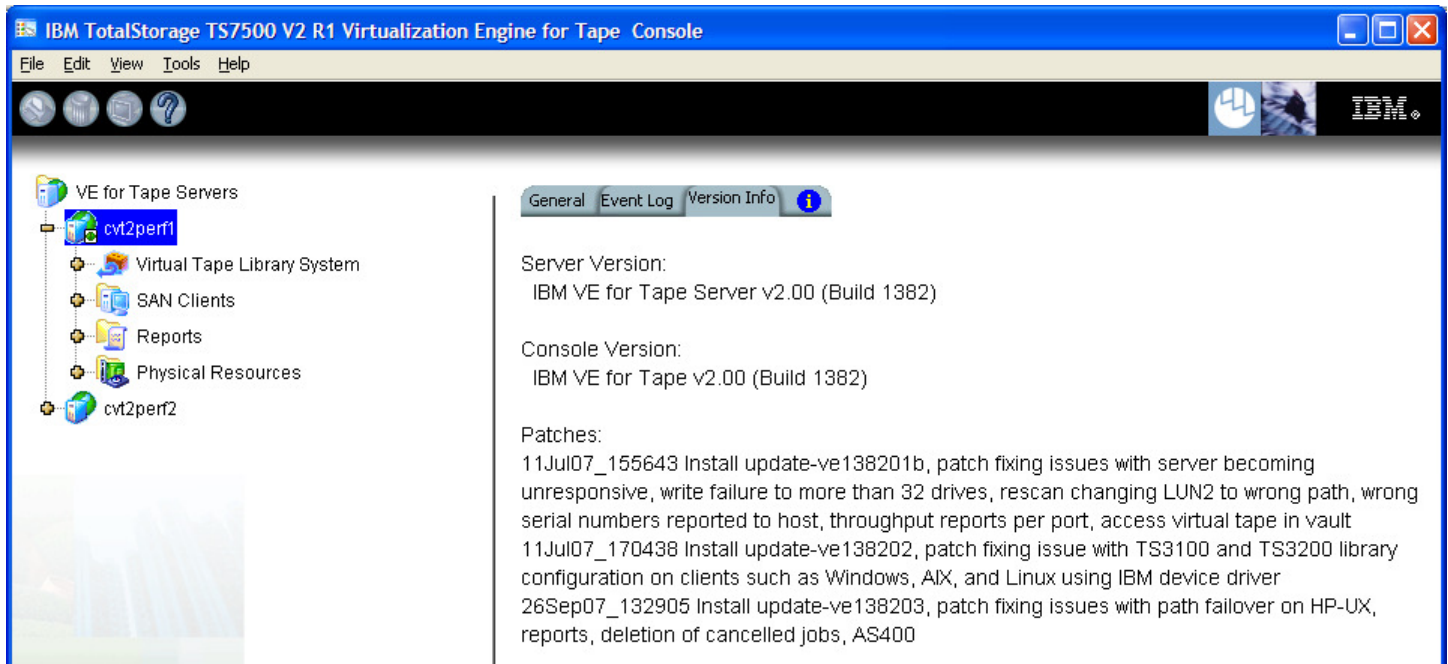 IBM TotalStorage TS7500 V2 R1 Virtualization Engine for Tape Console
File Edit View Tools Help
IBM
VE for Tape Servers
cvt2perf1
Virtual Tape Library System
SAN Clients
Reports
Physical Resources
cvt2perf2
General Event Log Version Info
Server Version:
IBM VE for Tape Server v2.00 (Build 1382)
Console Version:
IBM VE for Tape v2.00 (Build 1382)
Patches:
11Jul07_155643 Install update-ve138201b, patch fixing issues with server becoming
unresponsive, write failure to more than 32 drives, rescan changing LUN2 to wrong path, wrong
serial numbers reported to host, throughput reports per port, access virtual tape in vault
11Jul07_170438 Install update-ve138202, patch fixing issue with TS3100 and TS3200 library
configuration on clients such as Windows, AIX, and Linux using IBM device driver
26Sep07_132905 Install update-ve138203, patch fixing issues with path failover on HP-UX,
reports, deletion of cancelled jobs, AS400